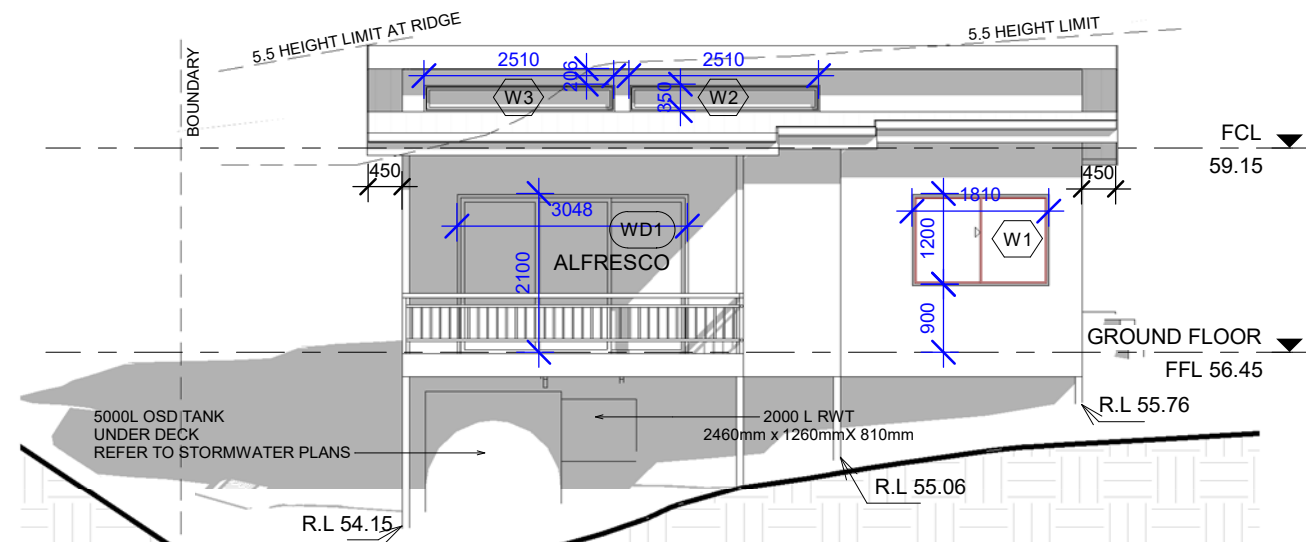 5.5 HEIGHT LIMIT AT RIDGE
5.5 HEIGHT LIMIT
BOUNDARY
2510
206
2510
W3
W2
350
FCL
59.15
450
450
3048
WD1
ALFRESCO
2100
1810
1200
W1
900
GROUND FLOOR
FFL 56.45
5000L OSD TANK
UNDER DECK
REFER TO STORMWATER PLANS
2000 L RWT
2460mm x 1260mmX 810mm
R.L 55.76
R.L 55.06
R.L 54.15